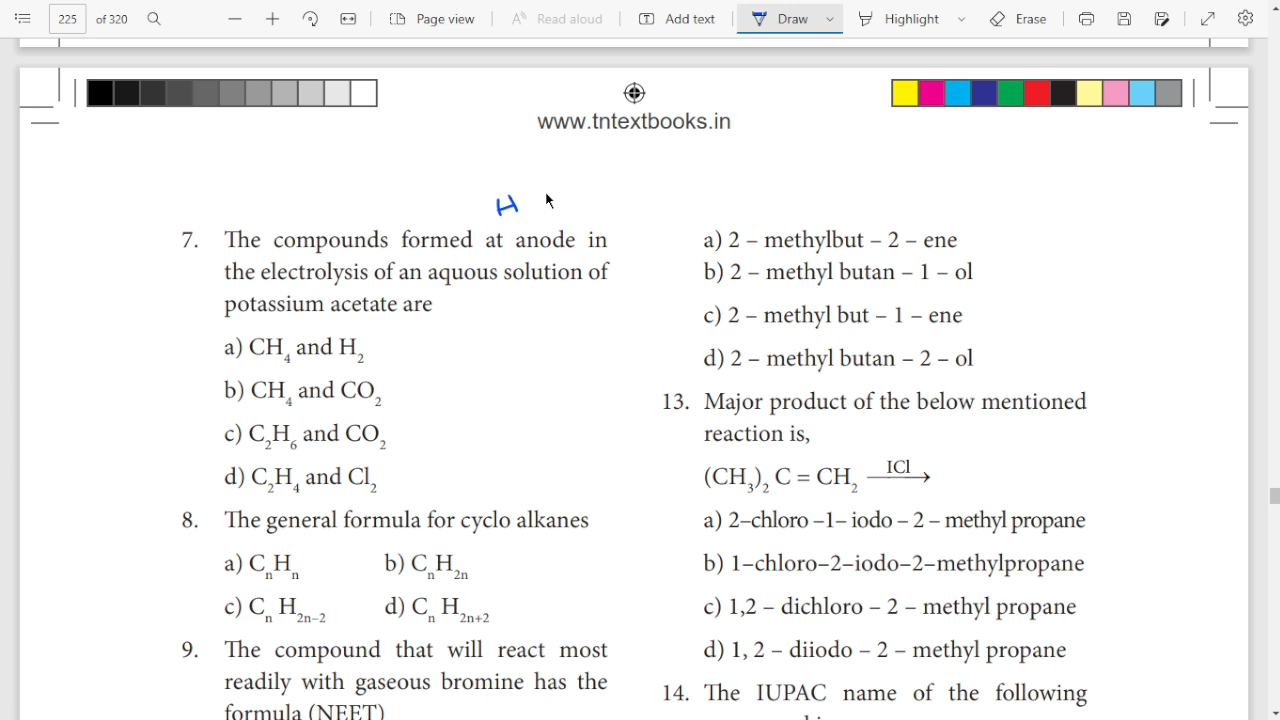 225 of 320 Page view Read aloud Add text Draw Highlight Erase
www.tntextbooks.in
H
7. The compounds formed at anode in
the electrolysis of an aquous solution of
potassium acetate are
a) CH₄ and H₂
b) CH₄ and CO₂
c) C₂H₆ and CO₂
d) C₂H₄ and Cl₂
8. The general formula for cyclo alkanes
a) CₙHₙ b) CₙH₂ₙ
c) Cₙ H₂ₙ₋₂ d) Cₙ H₂ₙ₊₂
9. The compound that will react most
readily with gaseous bromine has the
formula (NEET)
a) 2 – methylbut – 2 – ene
b) 2 – methyl butan – 1 – ol
c) 2 – methyl but – 1 – ene
d) 2 – methyl butan – 2 – ol
13. Major product of the below mentioned
reaction is,
(CH₃)₂ C = CH₂ ICl⟶
a) 2–chloro –1– iodo – 2 – methyl propane
b) 1–chloro–2–iodo–2–methylpropane
c) 1,2 – dichloro – 2 – methyl propane
d) 1, 2 – diiodo – 2 – methyl propane
14. The IUPAC name of the following